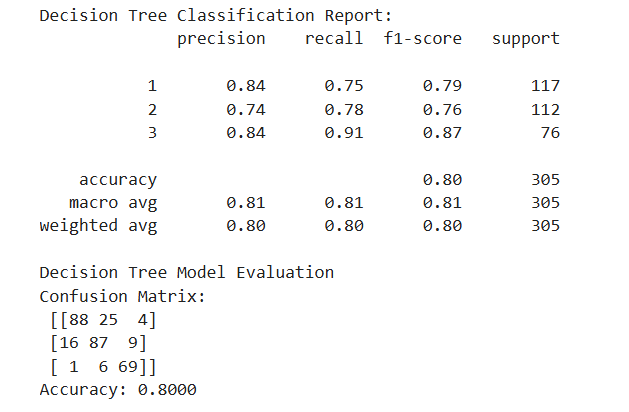 Decision Tree Classification Report:
              precision    recall  f1-score   support

           1       0.84      0.75      0.79       117
           2       0.74      0.78      0.76       112
           3       0.84      0.91      0.87        76

    accuracy                           0.80       305
   macro avg       0.81      0.81      0.81       305
weighted avg       0.80      0.80      0.80       305

Decision Tree Model Evaluation
Confusion Matrix:
 [[88 25  4]
 [16 87  9]
 [ 1  6 69]]
Accuracy: 0.8000